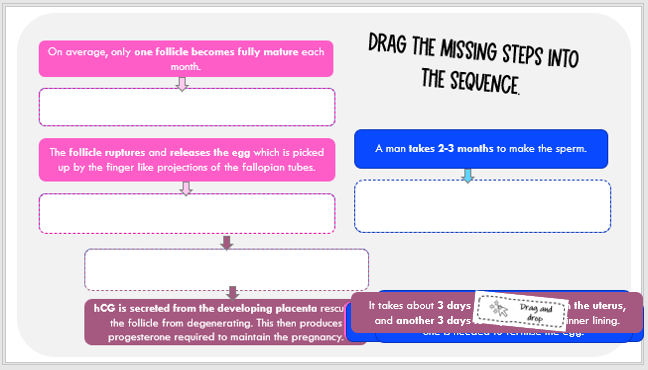 On average, only one follicle becomes fully mature each
month.
DRAG THE MISSING STEPS INTO
THE SEQUENCE.
The follicle ruptures and releases the egg which is picked
up by the finger like projections of the fallopian tubes.
A man takes 2-3 months to make the sperm.
hCG is secreted from the developing placenta
the follicle from degenerating. This then produces
progesterone required to maintain the pregnancy.
It takes about 3 days the uterus,
and another 3 days inner lining.
one is needed to fertilise the egg.
Drag and
drop